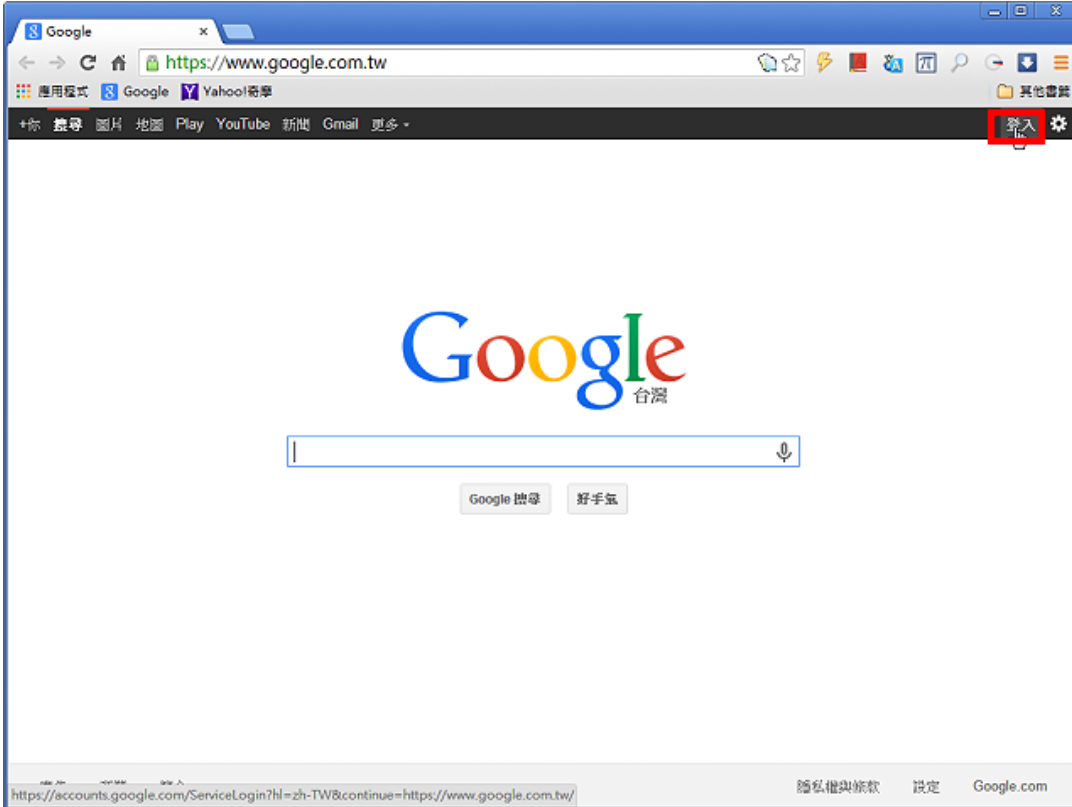 Google
https://www.google.com.tw
應用程式 Google Yahoo!奇摩 其他書籤
+你 搜尋 圖片 地圖 Play YouTube 新聞 Gmail 更多 登入
Google
台灣
Google 搜尋 好手氣
隱私權與條款 設定 Google.com
https://accounts.google.com/ServiceLogin?hl=zh-TW&continue=https://www.google.com.tw/